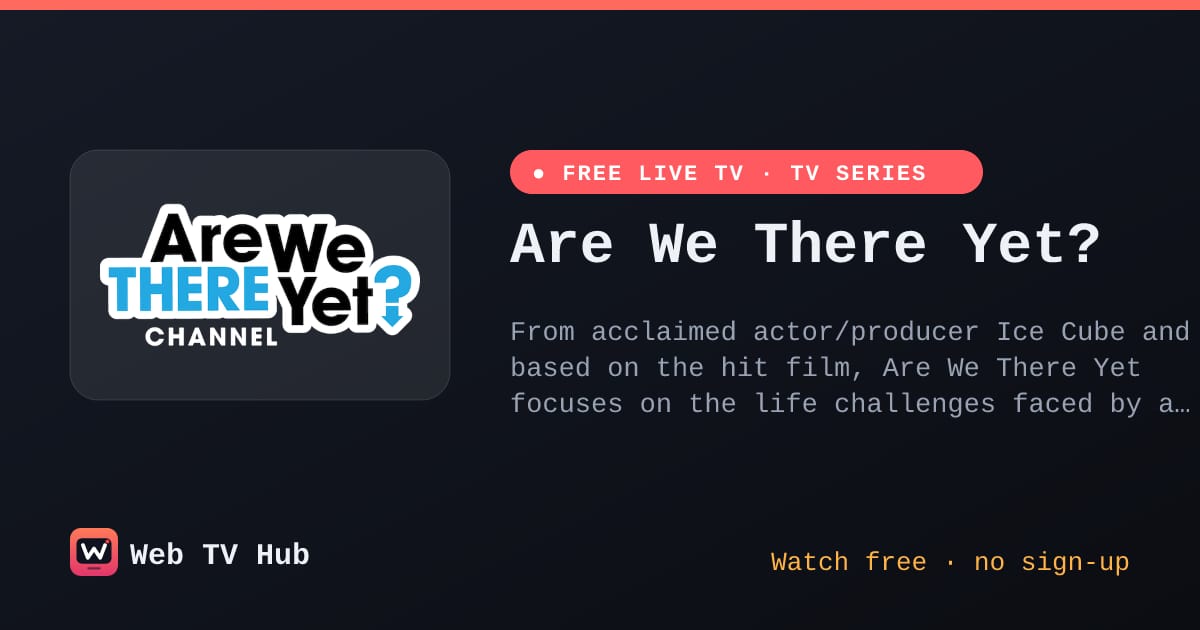 Are We
THERE Yet?
CHANNEL
● FREE LIVE TV · TV SERIES
Are We There Yet?
From acclaimed actor/producer Ice Cube and
based on the hit film, Are We There Yet
focuses on the life challenges faced by a…
W
Web TV Hub
Watch free · no sign-up